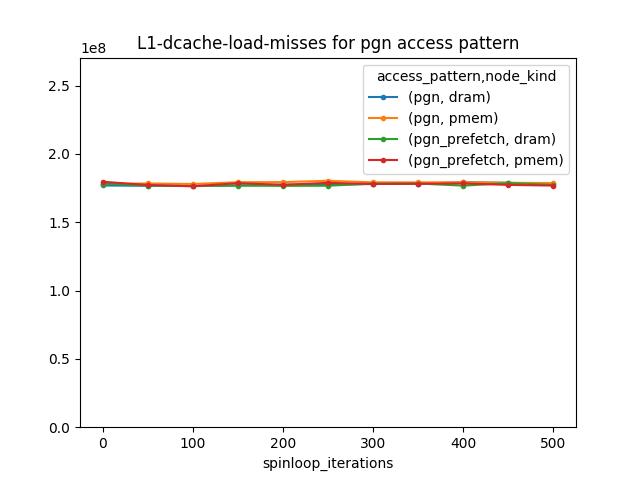 L1-dcache-load-misses for pgn access pattern
1e8
access_pattern,node_kind
(pgn, dram)
(pgn, pmem)
(pgn_prefetch, dram)
(pgn_prefetch, pmem)
2.5
2.0
1.5
1.0
0.5
0.0
0 100 200 300 400 500
spinloop_iterations